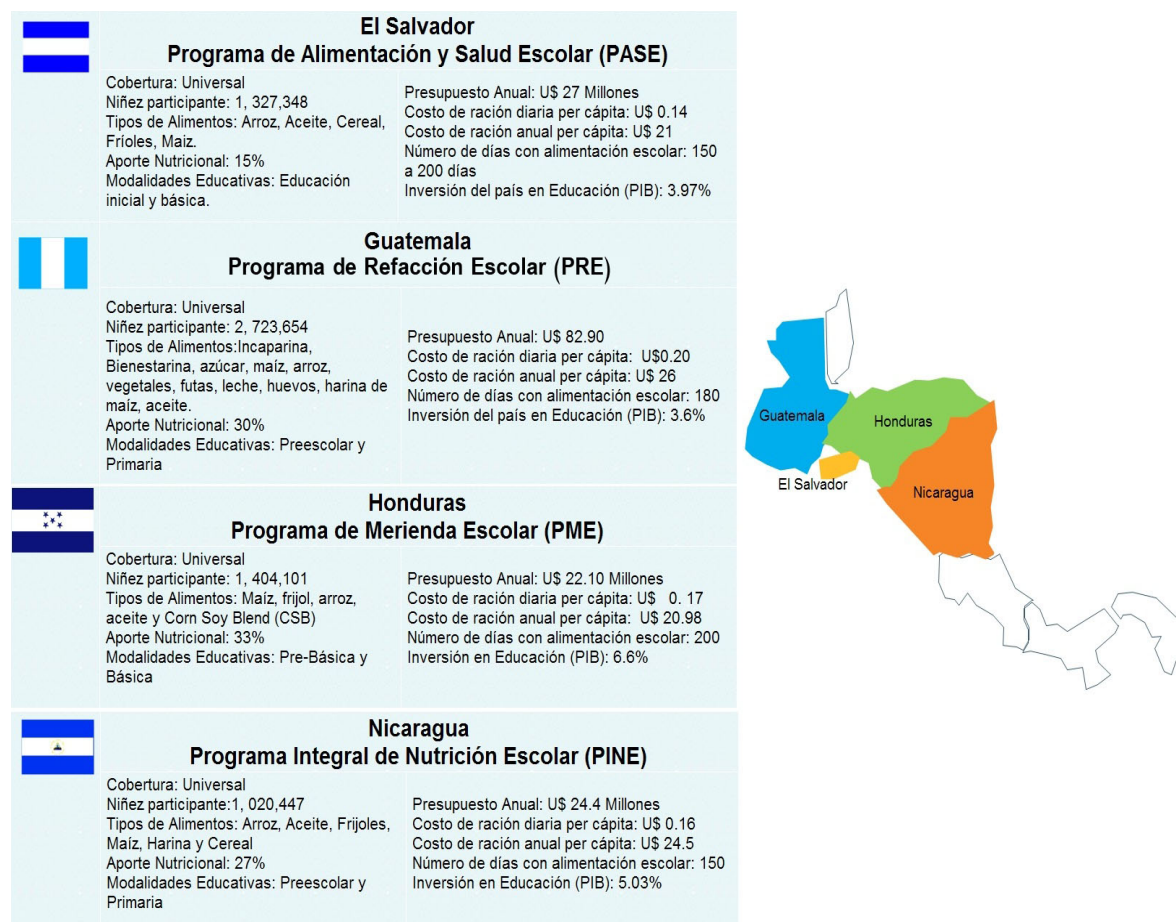 El Salvador
Programa de Alimentación y Salud Escolar (PASE)
Cobertura: Universal
Niñez participante: 1, 327,348
Tipos de Alimentos: Arroz, Aceite, Cereal,
Fríoles, Maiz.
Aporte Nutricional: 15%
Modalidades Educativas: Educación
inicial y básica.
Presupuesto Anual: U$ 27 Millones
Costo de ración diaria per cápita: U$ 0.14
Costo de ración anual per cápita: U$ 21
Número de días con alimentación escolar: 150
a 200 días
Inversión del país en Educación (PIB): 3.97%
Guatemala
Programa de Refacción Escolar (PRE)
Cobertura: Universal
Niñez participante: 2, 723,654
Tipos de Alimentos:Incaparina,
Bienestarina, azúcar, maíz, arroz,
vegetales, futas, leche, huevos, harina de
maíz, aceite.
Aporte Nutricional: 30%
Modalidades Educativas: Preescolar y
Primaria
Presupuesto Anual: U$ 82.90
Costo de ración diaria per cápita: U$0.20
Costo de ración anual per cápita: U$ 26
Número de días con alimentación escolar: 180
Inversión del país en Educación (PIB): 3.6%
Honduras
Programa de Merienda Escolar (PME)
Cobertura: Universal
Niñez participante: 1, 404,101
Tipos de Alimentos: Maíz, frijol, arroz,
aceite y Corn Soy Blend (CSB)
Aporte Nutricional: 33%
Modalidades Educativas: Pre-Básica y
Básica
Presupuesto Anual: U$ 22.10 Millones
Costo de ración diaria per cápita: U$ 0. 17
Costo de ración anual per cápita: U$ 20.98
Número de días con alimentación escolar: 200
Inversión en Educación (PIB): 6.6%
Nicaragua
Programa Integral de Nutrición Escolar (PINE)
Cobertura: Universal
Niñez participante:1, 020,447
Tipos de Alimentos: Arroz, Aceite, Frijoles,
Maíz, Harina y Cereal
Aporte Nutricional: 27%
Modalidades Educativas: Preescolar y
Primaria
Presupuesto Anual: U$ 24.4 Millones
Costo de ración diaria per cápita: U$ 0.16
Costo de ración anual per cápita: U$ 24.5
Número de días con alimentación escolar: 150
Inversión en Educación (PIB): 5.03%
Guatemala
Honduras
El Salvador
Nicaragua